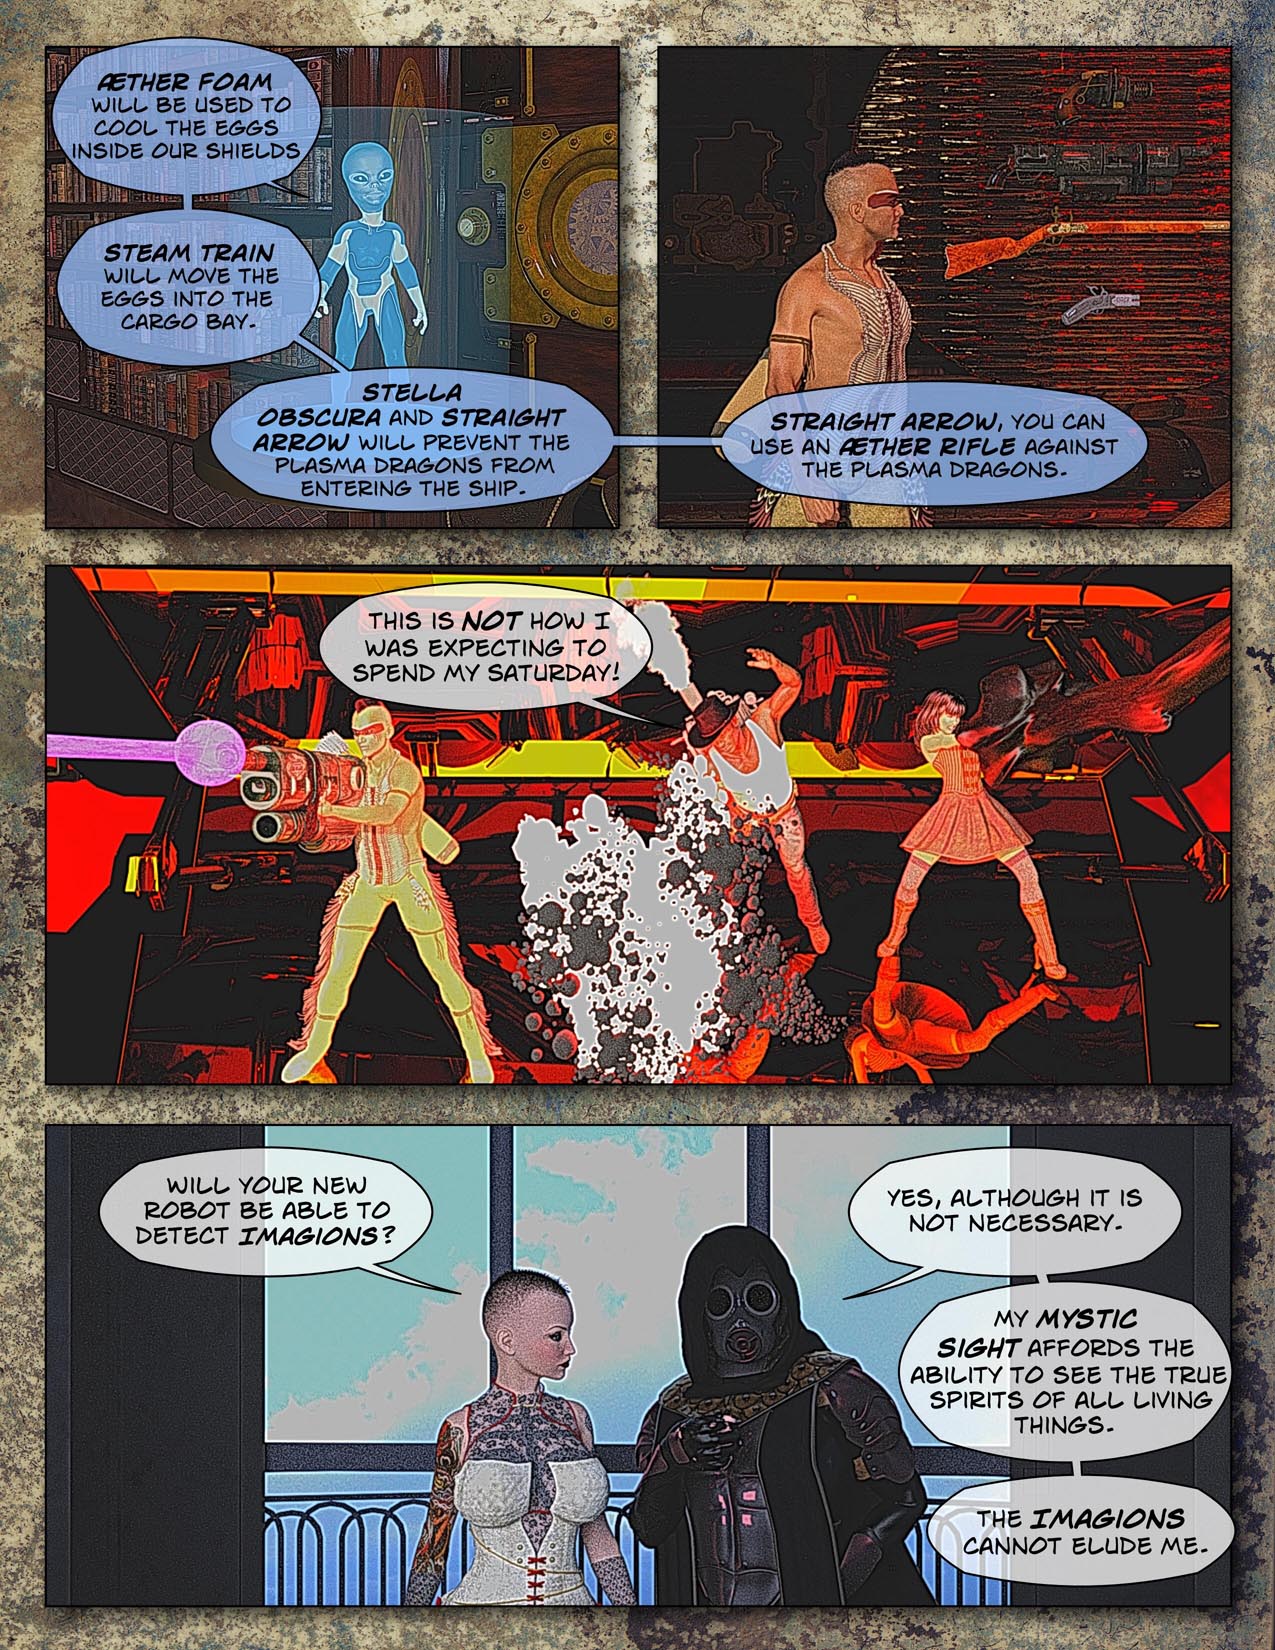 ÆTHER FOAM
WILL BE USED TO
COOL THE EGGS
INSIDE OUR SHIELDS
STEAM TRAIN
WILL MOVE THE
EGGS INTO THE
CARGO BAY.
STELLA
OBSCURA AND STRAIGHT
ARROW WILL PREVENT THE
PLASMA DRAGONS FROM
ENTERING THE SHIP.
STRAIGHT ARROW, YOU CAN
USE AN ÆTHER RIFLE AGAINST
THE PLASMA DRAGONS.
THIS IS NOT HOW I
WAS EXPECTING TO
SPEND MY SATURDAY!
WILL YOUR NEW
ROBOT BE ABLE TO
DETECT IMAGIONS?
YES, ALTHOUGH IT IS
NOT NECESSARY.
MY MYSTIC
SIGHT AFFORDS THE
ABILITY TO SEE THE TRUE
SPIRITS OF ALL LIVING
THINGS.
THE IMAGIONS
CANNOT ELUDE ME.